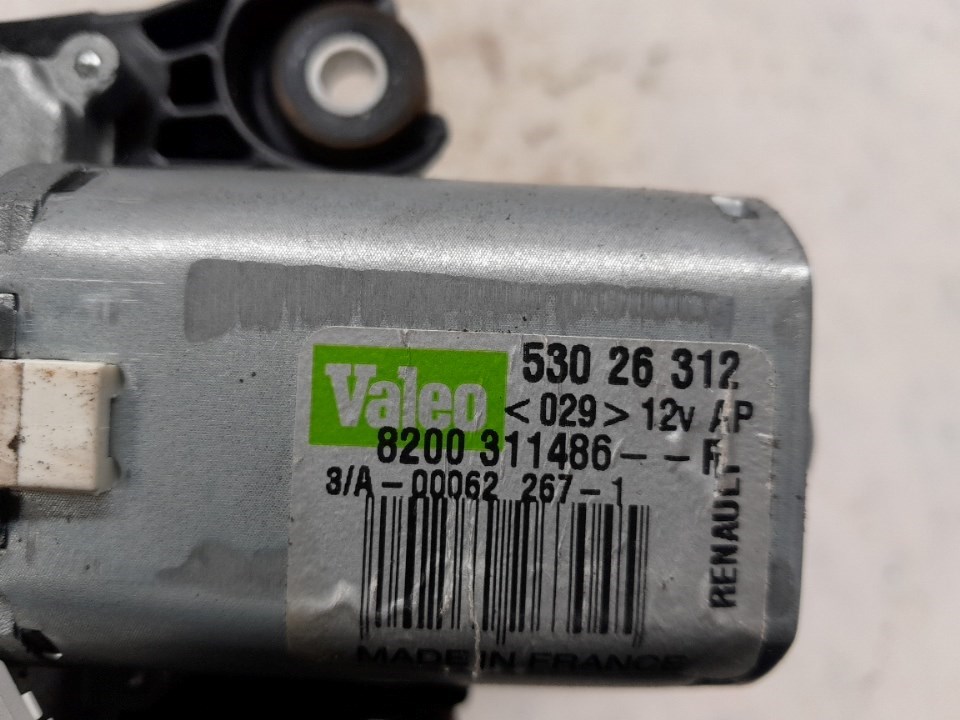 Valeo
530 26 312
<029> 12v AP
8200 311486--F
3/A-00062 267-1
RENAULT
MADE IN FRANCE